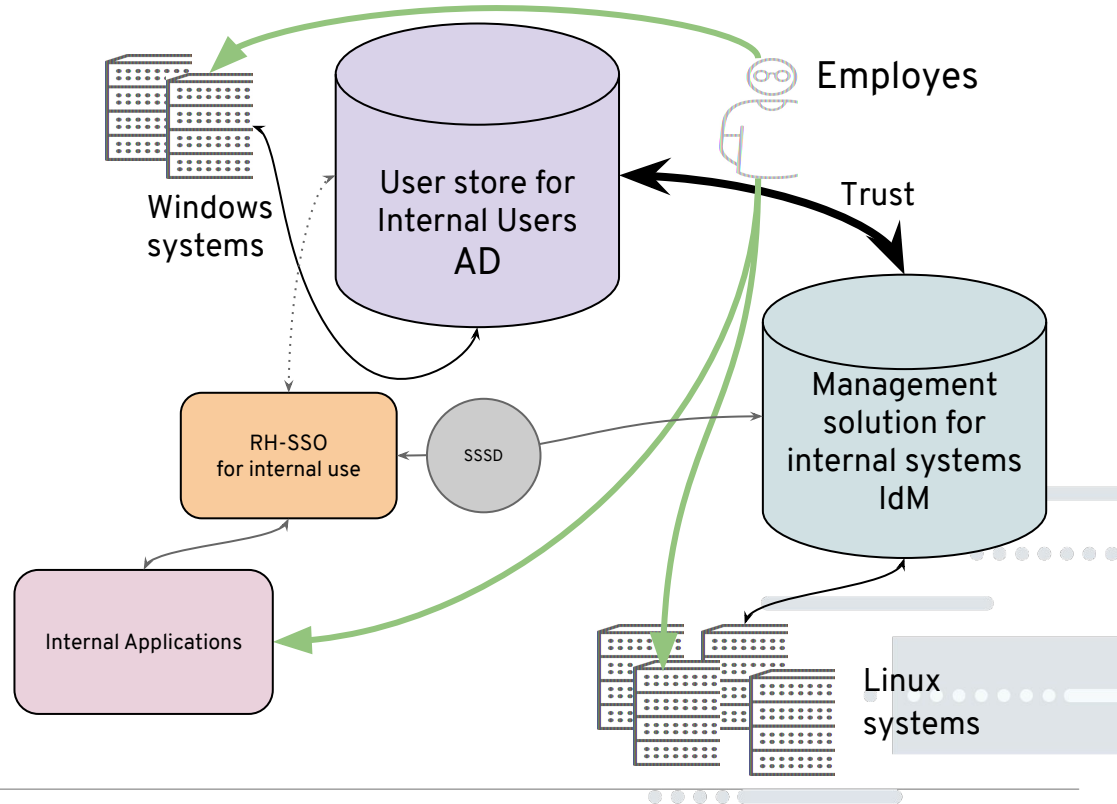 Employes
User store for
Internal Users
AD
Trust
Windows
systems
Management
solution for
internal systems
IdM
RH-SSO
for internal use
SSSD
Internal Applications
Linux
systems